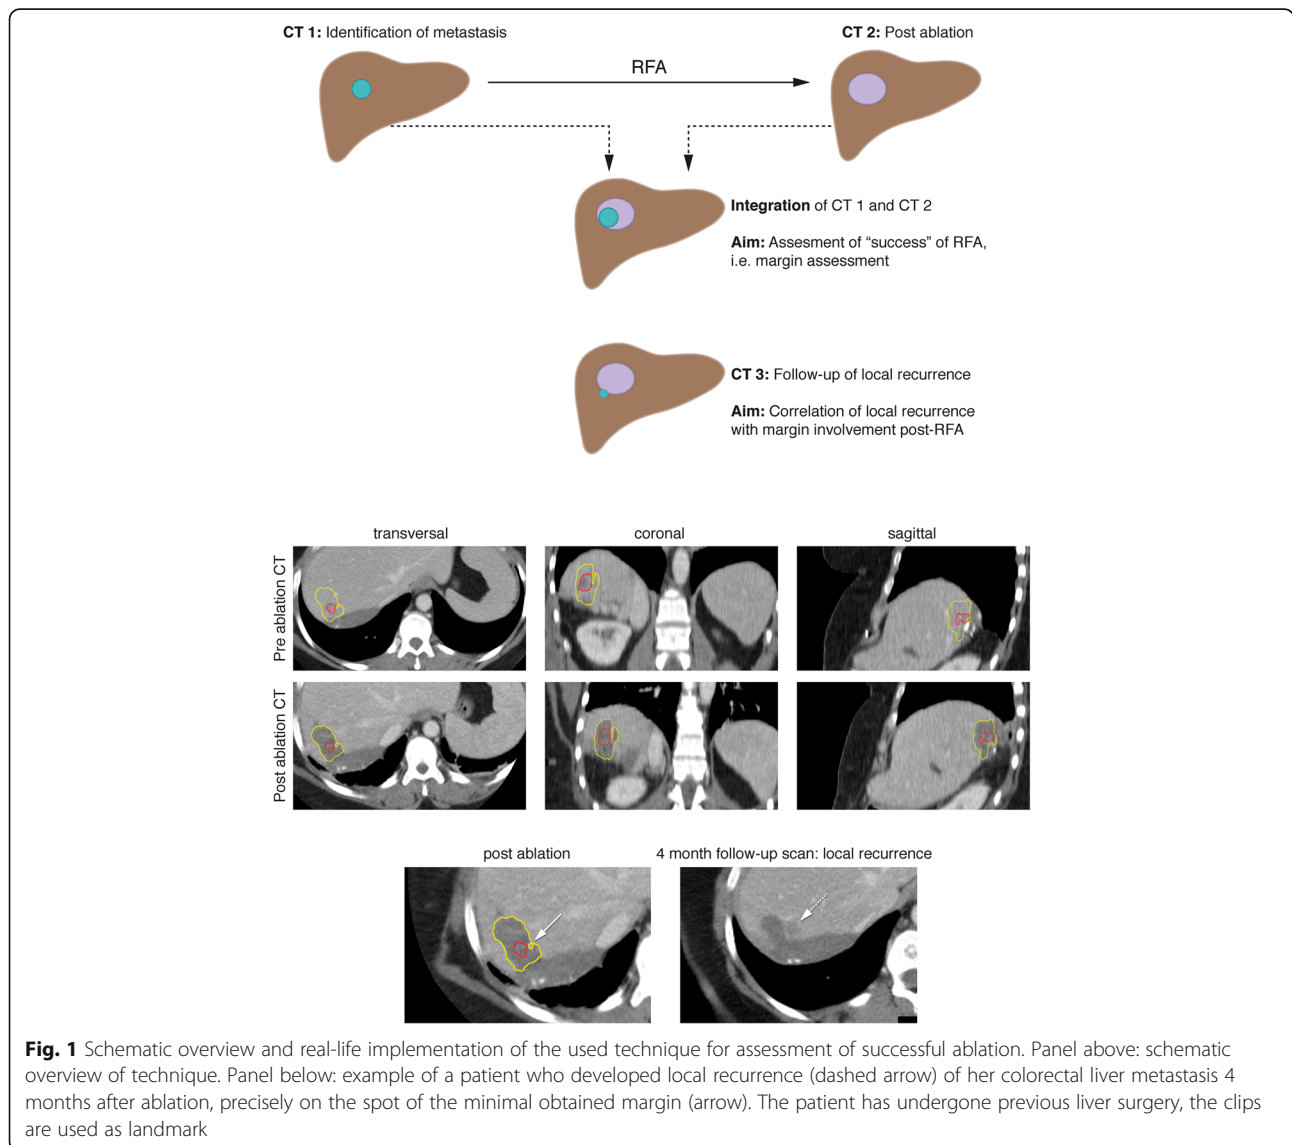 CT 1: Identification of metastasis
CT 2: Post ablation
RFA
Integration of CT 1 and CT 2
Aim: Assesment of “success” of RFA,
i.e. margin assessment
CT 3: Follow-up of local recurrence
Aim: Correlation of local recurrence
with margin involvement post-RFA
transversal
coronal
sagittal
Pre ablation CT
Post ablation CT
post ablation
4 month follow-up scan: local recurrence
Fig. 1 Schematic overview and real-life implementation of the used technique for assessment of successful ablation. Panel above: schematic
overview of technique. Panel below: example of a patient who developed local recurrence (dashed arrow) of her colorectal liver metastasis 4
months after ablation, precisely on the spot of the minimal obtained margin (arrow). The patient has undergone previous liver surgery, the clips
are used as landmark